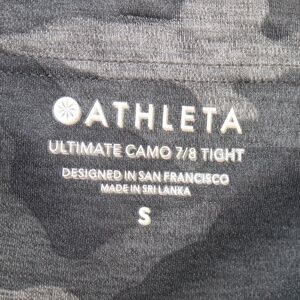 ATHLETA
ULTIMATE CAMO 7/8 TIGHT
DESIGNED IN SAN FRANCISCO
MADE IN SRI LANKA
S